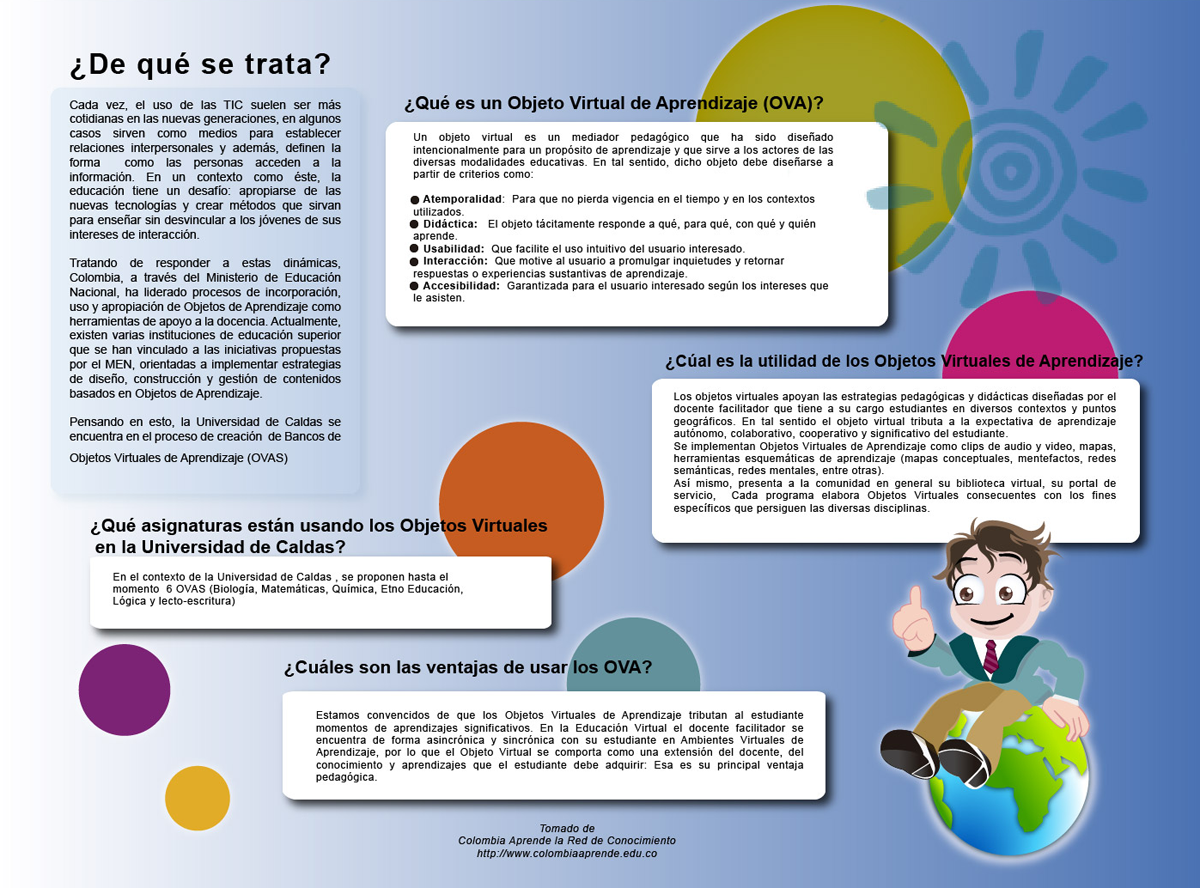 ¿De qué se trata?
Cada vez, el uso de las TIC suelen ser más
cotidianas en las nuevas generaciones, en algunos
casos sirven como medios para establecer
relaciones interpersonales y además, definen la
forma como las personas acceden a la
información. En un contexto como éste, la
educación tiene un desafío: apropiarse de las
nuevas tecnologías y crear métodos que sirvan
para enseñar sin desvincular a los jóvenes de sus
intereses de interacción.
Tratando de responder a estas dinámicas,
Colombia, a través del Ministerio de Educación
Nacional, ha liderado procesos de incorporación,
uso y apropiación de Objetos de Aprendizaje como
herramientas de apoyo a la docencia. Actualmente,
existen varias instituciones de educación superior
que se han vinculado a las iniciativas propuestas
por el MEN, orientadas a implementar estrategias
de diseño, construcción y gestión de contenidos
basados en Objetos de Aprendizaje.
Pensando en esto, la Universidad de Caldas se
encuentra en el proceso de creación de Bancos de
Objetos Virtuales de Aprendizaje (OVAS)
¿Qué es un Objeto Virtual de Aprendizaje (OVA)?
Un objeto virtual es un mediador pedagógico que ha sido diseñado
intencionalmente para un propósito de aprendizaje y que sirve a los actores de las
diversas modalidades educativas. En tal sentido, dicho objeto debe diseñarse a
partir de criterios como:
● Atemporalidad: Para que no pierda vigencia en el tiempo y en los contextos
utilizados.
● Didáctica: El objeto tácitamente responde a qué, para qué, con qué y quién
aprende.
● Usabilidad: Que facilite el uso intuitivo del usuario interesado.
● Interacción: Que motive al usuario a promulgar inquietudes y retornar
respuestas o experiencias sustantivas de aprendizaje.
● Accesibilidad: Garantizada para el usuario interesado según los intereses que
le asisten.
¿Cúal es la utilidad de los Objetos Virtuales de Aprendizaje?
Los objetos virtuales apoyan las estrategias pedagógicas y didácticas diseñadas por el
docente facilitador que tiene a su cargo estudiantes en diversos contextos y puntos
geográficos. En tal sentido el objeto virtual tributa a la expectativa de aprendizaje
autónomo, colaborativo, cooperativo y significativo del estudiante.
Se implementan Objetos Virtuales de Aprendizaje como clips de audio y video, mapas,
herramientas esquemáticas de aprendizaje (mapas conceptuales, mentefactos, redes
semánticas, redes mentales, entre otras).
Así mismo, presenta a la comunidad en general su biblioteca virtual, su portal de
servicio, Cada programa elabora Objetos Virtuales consecuentes con los fines
específicos que persiguen las diversas disciplinas.
¿Qué asignaturas están usando los Objetos Virtuales
en la Universidad de Caldas?
En el contexto de la Universidad de Caldas , se proponen hasta el
momento 6 OVAS (Biología, Matemáticas, Química, Etno Educación,
Lógica y lecto-escritura)
¿Cuáles son las ventajas de usar los OVA?
Estamos convencidos de que los Objetos Virtuales de Aprendizaje tributan al estudiante
momentos de aprendizajes significativos. En la Educación Virtual el docente facilitador se
encuentra de forma asincrónica y sincrónica con su estudiante en Ambientes Virtuales de
Aprendizaje, por lo que el Objeto Virtual se comporta como una extensión del docente, del
conocimiento y aprendizajes que el estudiante debe adquirir: Esa es su principal ventaja
pedagógica.
Tomado de
Colombia Aprende la Red de Conocimiento
http://www.colombiaaprende.edu.co